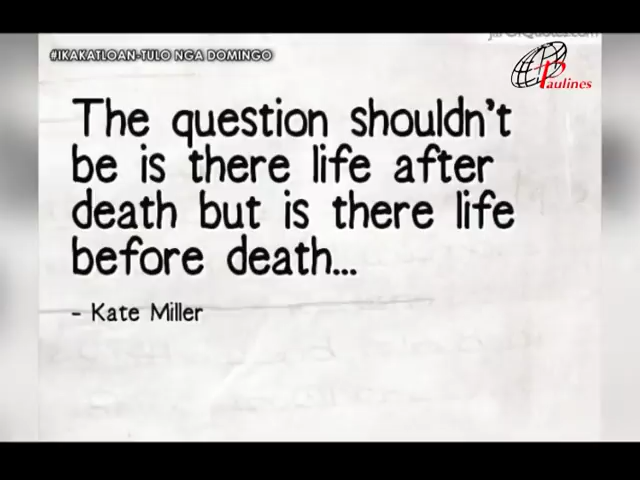 #IKAKATLOAN-TULO NGA DOMINGO
Paulines
The question shouldn't
be is there life after
death but is there life
before death...
- Kate Miller